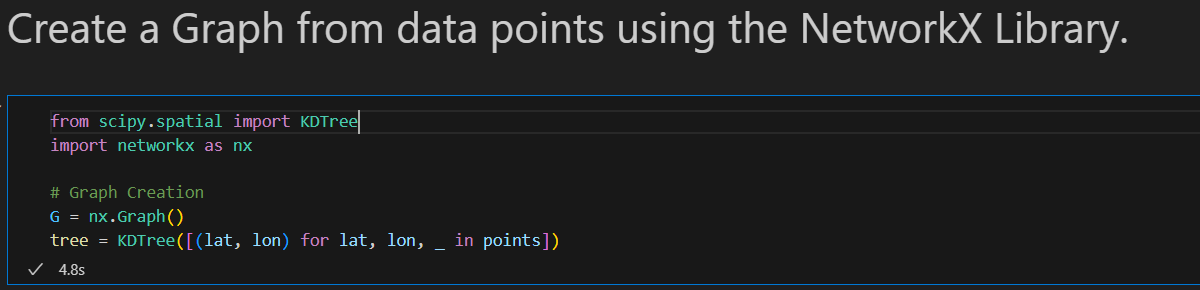 Create a Graph from data points using the NetworkX Library.
from scipy.spatial import KDTree
import networkx as nx
# Graph Creation
G = nx.Graph()
tree = KDTree([(lat, lon) for lat, lon, _ in points])
4.8s